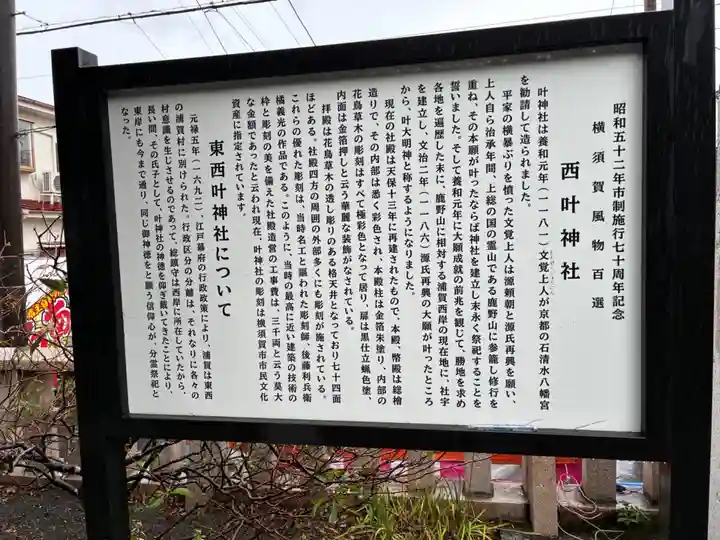 昭和五十二年市制施行七十周年記念
横須賀風物百選
西叶神社
叶神社は養和元年(一一八一)文覚上人が京都の石清水八幡宮
を勧請して造られました。
平家の横暴ぶりを憤った文覚上人は源頼朝と源氏再興を願い、
上人自ら治承年間、上総の国の霊山である鹿野山に参籠し修行を
重ね、その本願が叶ったならば神社を建立し末永く祭祀することを
誓いました。そして養和元年に大願成就の前兆を観じて、勝地を求め
各地を遍歴した末に、鹿野山に相対する浦賀西岸の現在地に、社宇
を建立し、文治二年(一一八六)源氏再興の大願が叶ったところ
から、叶大明神と称するようになりました。
現在の社殿は天保十三年に再建されたもので、本殿、幣殿は総檜
造りで、その内部は悉く彩色され、本殿柱は金箔朱塗り、内部の
花鳥草木の彫刻はすべて極彩色となって居り、扉は黒仕立蝋色塗、
内面は金箔押しと云う華麗な装飾がなされている。
拝殿は花鳥草木の透し彫りのある格天井となっており七十四面
ほどある。社殿四方の周囲の外部多くにも彫刻が施されている。
これらの優れた彫刻は、当時名工と謳われた彫刻師、後藤利兵衛
橘義光の作品である。このように、当時の最高に近い建築の技術の
枠と彫刻の美を備えた社殿造営の工事費は、三千両と云う莫大
な金額であったと云われ現在、叶神社の彫刻は横須賀市市民文化
資産に指定されています。
東西叶神社について
元禄五年(一六九二)、江戸幕府の行政政策により、浦賀は東西
の浦賀村に別けられた。行政区分の分離は、それなりに各々の
村意識を生じさせるのであって、総鎮守は西岸に所在していたから、
長い間、その氏子として、叶神社の神徳を仰ぎ戴いてきたことにより、
東岸にも今まで通り、同じ御神徳をと願う信仰心が、分霊祭祀と
なった。